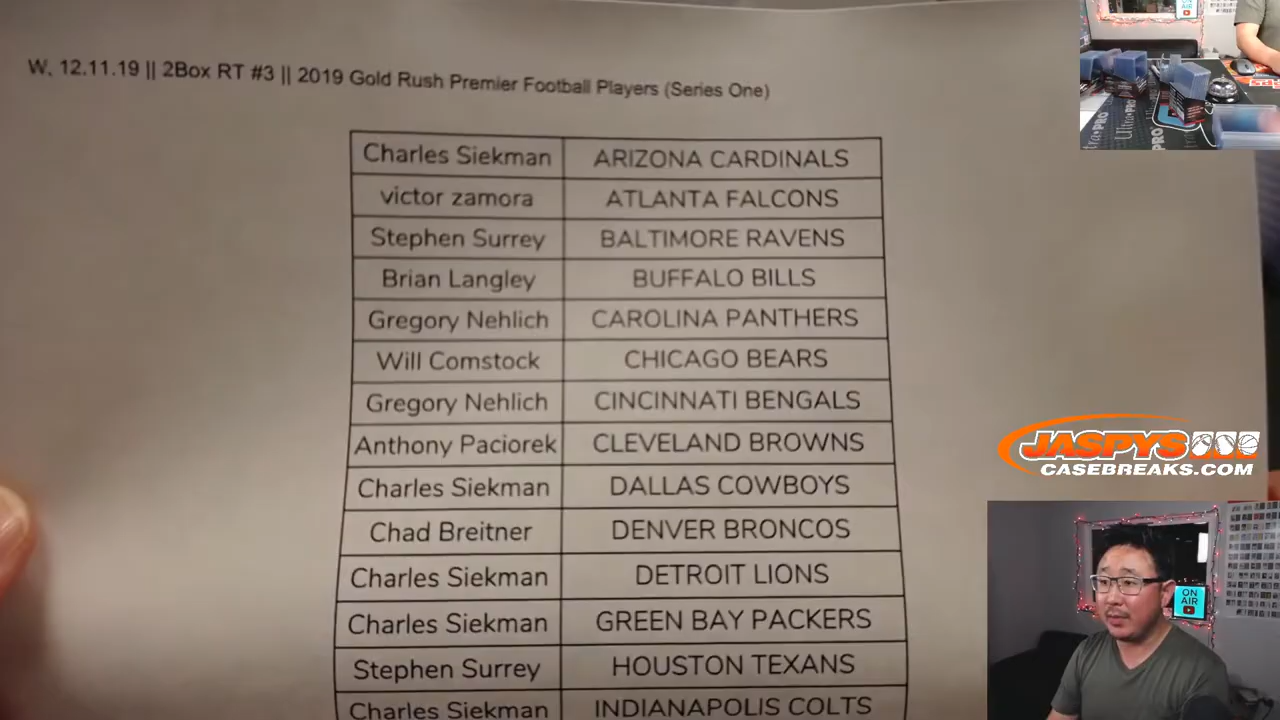 W, 12.11.19 || 2Box RT #3 || 2019 Gold Rush Premier Football Players (Series One)
Charles Siekman ARIZONA CARDINALS
victor zamora ATLANTA FALCONS
Stephen Surrey BALTIMORE RAVENS
Brian Langley BUFFALO BILLS
Gregory Nehlich CAROLINA PANTHERS
Will Comstock CHICAGO BEARS
Gregory Nehlich CINCINNATI BENGALS
Anthony Paciorek CLEVELAND BROWNS
Charles Siekman DALLAS COWBOYS
Chad Breitner DENVER BRONCOS
Charles Siekman DETROIT LIONS
Charles Siekman GREEN BAY PACKERS
Stephen Surrey HOUSTON TEXANS
Charles Siekman INDIANAPOLIS COLTS
ON AIR
Ultra PRO
JASPYS
CASEBREAKS.COM
ON
AIR